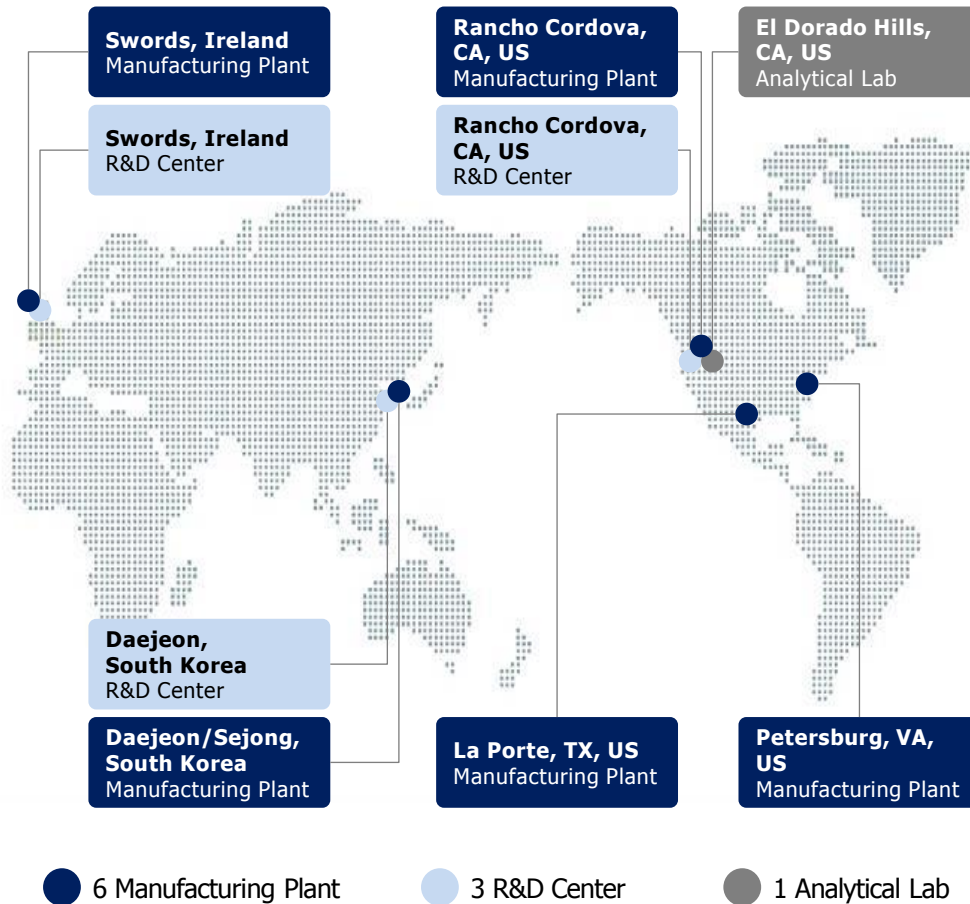 Swords, Ireland
Manufacturing Plant
Rancho Cordova,
CA, US
Manufacturing Plant
El Dorado Hills,
CA, US
Analytical Lab
Swords, Ireland
R&D Center
Rancho Cordova,
CA, US
R&D Center
Daejeon,
South Korea
R&D Center
Daejeon/Sejong,
South Korea
Manufacturing Plant
La Porte, TX, US
Manufacturing Plant
Petersburg, VA,
US
Manufacturing Plant
6 Manufacturing Plant
3 R&D Center
1 Analytical Lab